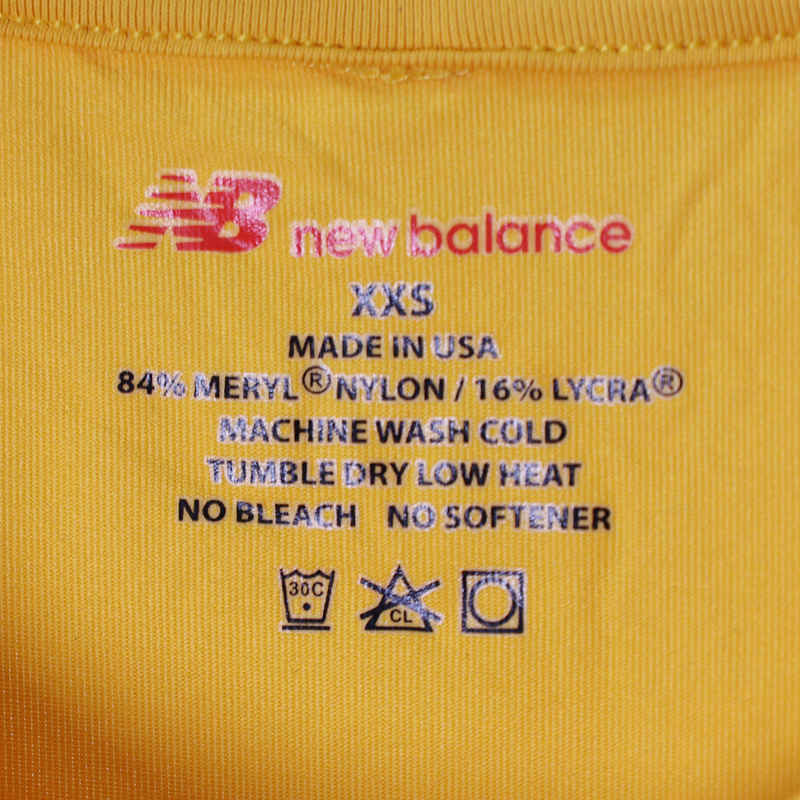 NB new balance
XXS
MADE IN USA
84% MERYL® NYLON / 16% LYCRA®
MACHINE WASH COLD
TUMBLE DRY LOW HEAT
NO BLEACH NO SOFTENER
30C CL